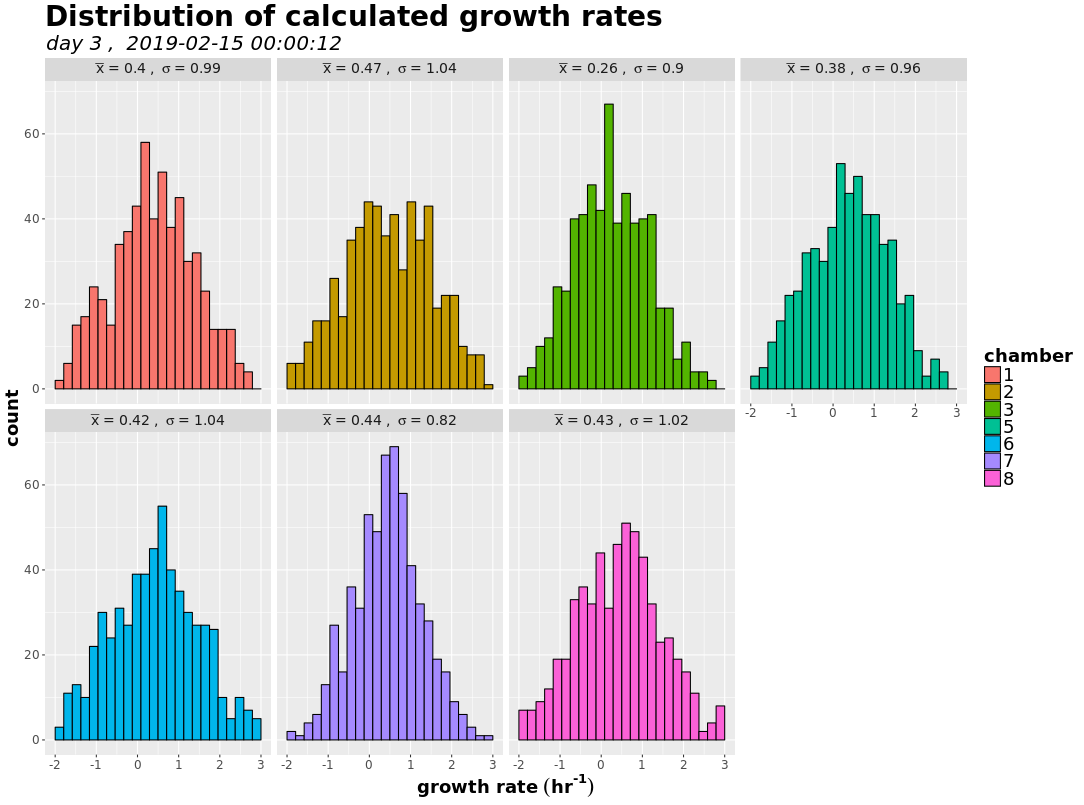 Distribution of calculated growth rates
day 3 ,  2019-02-15 00:00:12
x̅ = 0.4 ,  σ = 0.99
x̅ = 0.47 ,  σ = 1.04
x̅ = 0.26 ,  σ = 0.9
x̅ = 0.38 ,  σ = 0.96
60
40
20
0
-2 -1 0 1 2 3
x̅ = 0.42 ,  σ = 1.04
x̅ = 0.44 ,  σ = 0.82
x̅ = 0.43 ,  σ = 1.02
60
40
20
0
-2 -1 0 1 2 3
-2 -1 0 1 2 3
-2 -1 0 1 2 3
count
growth rate (hr⁻¹)
chamber
1
2
3
5
6
7
8